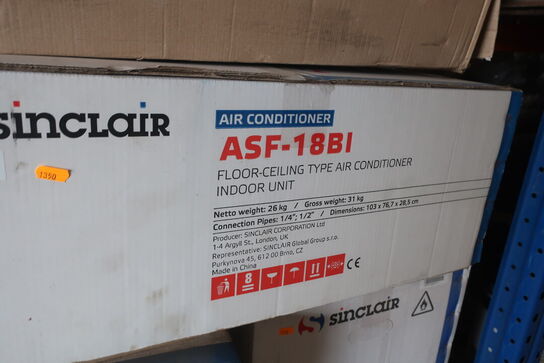 sinclair
1350
AIR CONDITIONER
ASF-18BI
FLOOR-CEILING TYPE AIR CONDITIONER
INDOOR UNIT
Netto weight: 26 kg / Gross weight: 31 kg
Connection Pipes: 1/4"; 1/2" / Dimensions: 103 x 76,7 x 28,5 cm
Producer: SINCLAIR CORPORATION Ltd
1-4 Argyll St., London, UK
Representative: SINCLAIR Global Group s.r.o.
Purkynova 45, 612 00 Brno, CZ
Made in China
8 CE
sinclair